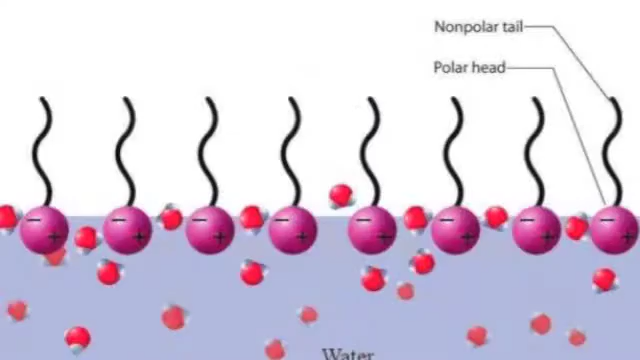 Nonpolar tail
Polar head
− + − + − + − + − + − + − + − +
Water